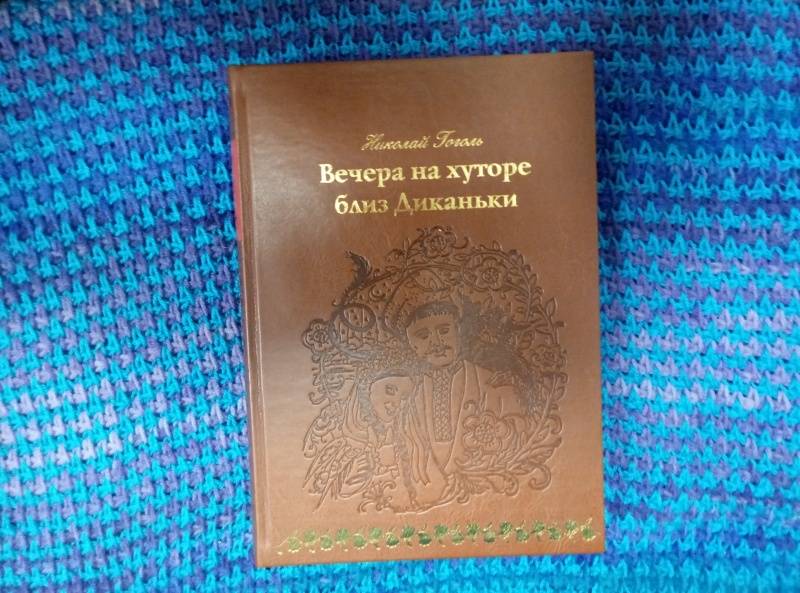 Николай Гоголь
Вечера на хуторе
близ Диканьки